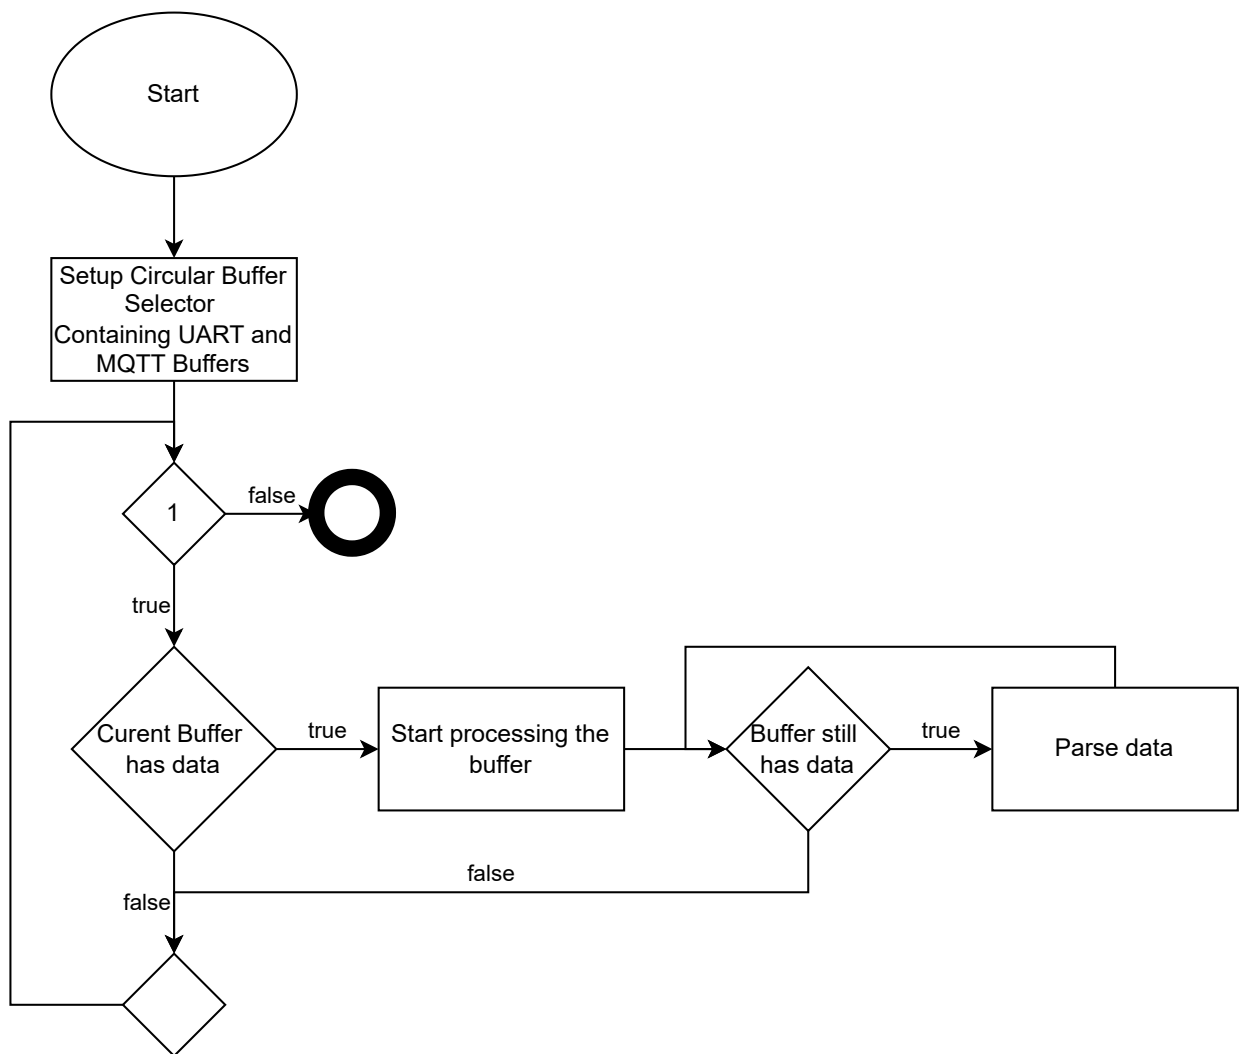 Start
Setup Circular Buffer
Selector
Containing UART and
MQTT Buffers
1
false
true
Curent Buffer
has data
true
Start processing the
buffer
Buffer still
has data
true
Parse data
false
false